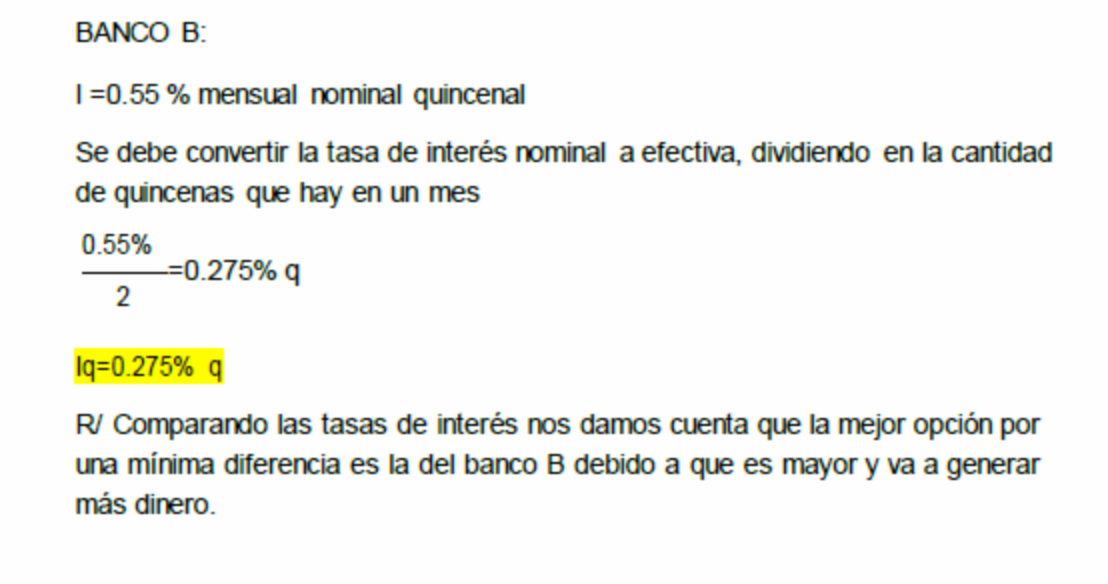 BANCO B:
I =0.55 % mensual nominal quincenal
Se debe convertir la tasa de interés nominal a efectiva, dividiendo en la cantidad
de quincenas que hay en un mes
0.55%
=0.275% q
2
Iq=0.275% q
R/ Comparando las tasas de interés nos damos cuenta que la mejor opción por
una mínima diferencia es la del banco B debido a que es mayor y va a generar
más dinero.